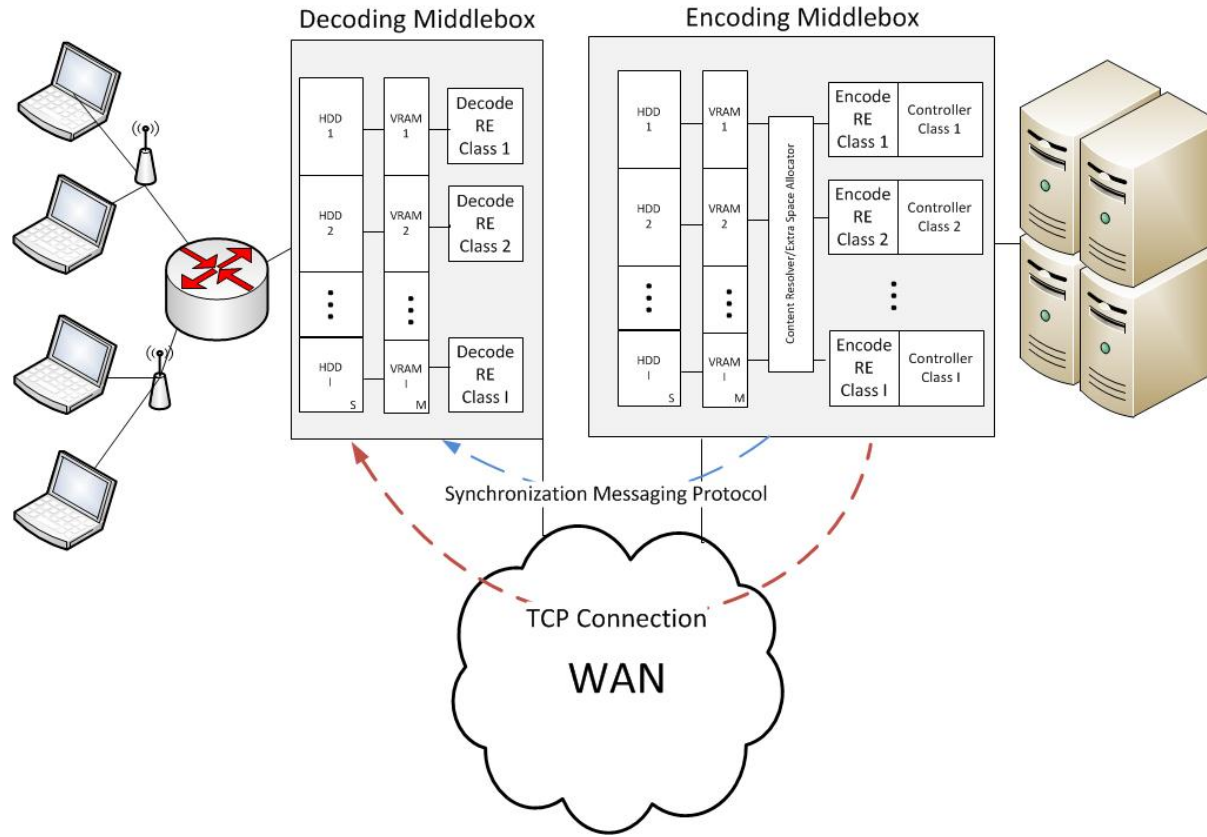 Decoding Middlebox
Encoding Middlebox
HDD
1
HDD
2
⋮
HDD
I
S
VRAM
1
VRAM
2
⋮
VRAM
I
M
Decode
RE
Class 1
Decode
RE
Class 2
Decode
RE
Class I
HDD
1
HDD
2
⋮
HDD
I
S
VRAM
1
VRAM
2
⋮
VRAM
I
M
Content Resolver/Extra Space Allocator
Encode
RE
Class 1
Controller
Class 1
Encode
RE
Class 2
Controller
Class 2
⋮
Encode
RE
Class I
Controller
Class I
Synchronization Messaging Protocol
TCP Connection
WAN